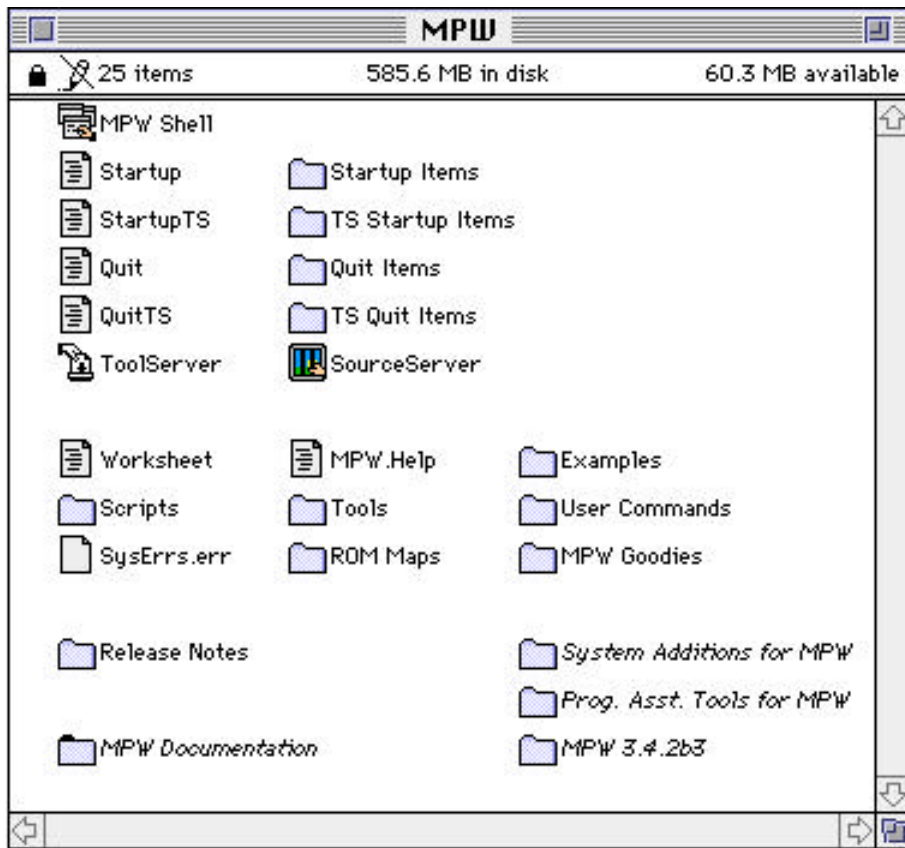 MPW
25 items 585.6 MB in disk 60.3 MB available
MPW Shell
Startup Startup Items
StartupTS TS Startup Items
Quit Quit Items
QuitTS TS Quit Items
ToolServer SourceServer
Worksheet MPW.Help Examples
Scripts Tools User Commands
SysErrs.err ROM Maps MPW Goodies
Release Notes System Additions for MPW
Prog. Asst. Tools for MPW
MPW Documentation MPW 3.4.2b3